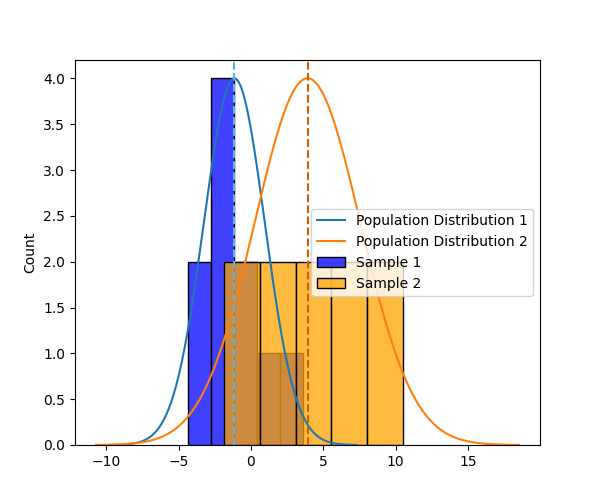 4.0
3.5
3.0
2.5
2.0
1.5
1.0
0.5
0.0
Count
Population Distribution 1
Population Distribution 2
Sample 1
Sample 2
−10 −5 0 5 10 15